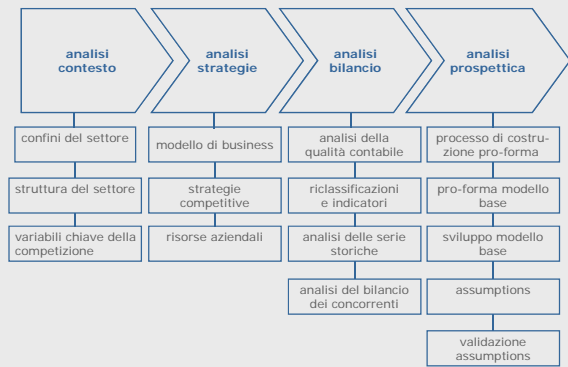 analisi
contesto
analisi
strategie
analisi
bilancio
analisi
prospettica
confini del settore
struttura del settore
variabili chiave della
competizione
modello di business
strategie
competitive
risorse aziendali
analisi della
qualità contabile
riclassificazioni
e indicatori
analisi delle serie
storiche
analisi del bilancio
dei concorrenti
processo di costru-
zione pro-forma
pro-forma modello
base
sviluppo modello
base
assumptions
validazione
assumptions